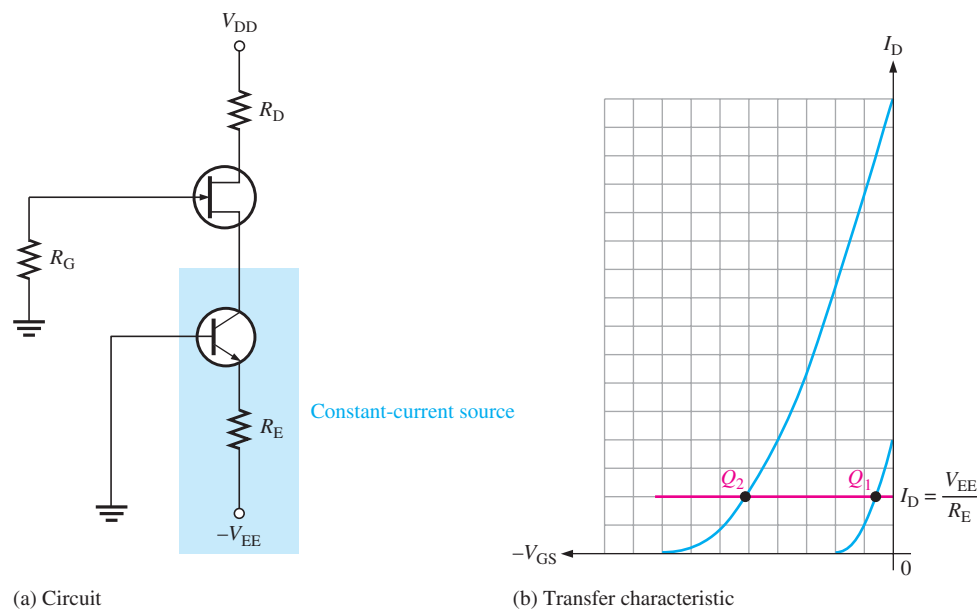 V_DD
R_D
R_G
Constant-current source
R_E
−V_EE
(a) Circuit
I_D
Q_2
Q_1
I_D = V_EE / R_E
−V_GS
0
(b) Transfer characteristic